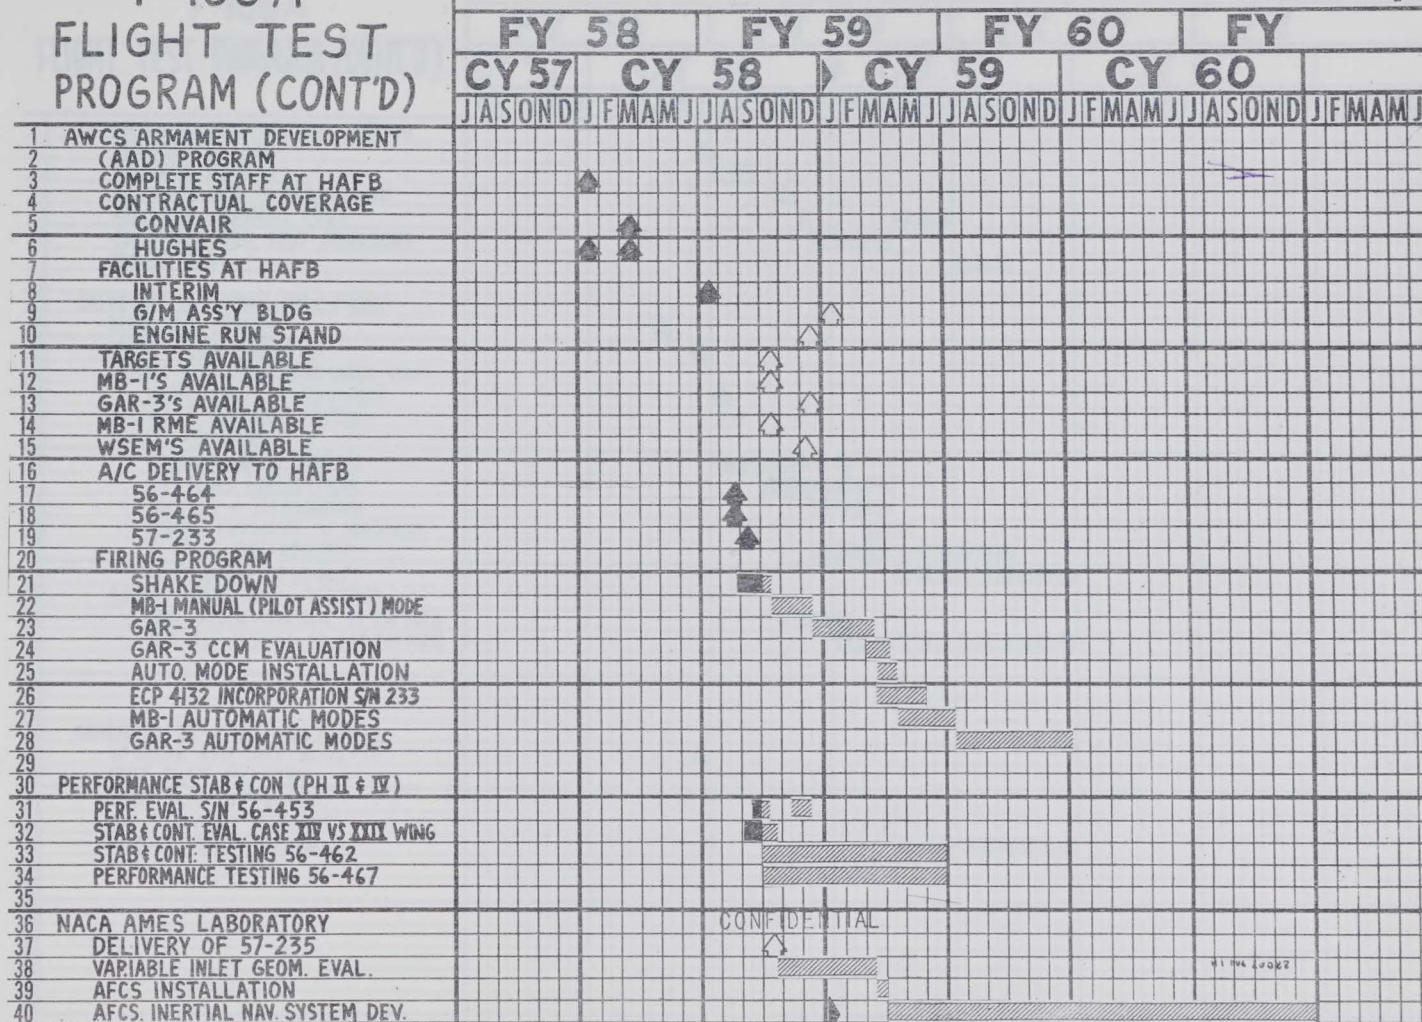 FLIGHT TEST
PROGRAM (CONT'D)
FY 58 FY 59 FY 60 FY
CY 57 CY 58 CY 59 CY 60
J A S O N D J F M A M J J A S O N D J F M A M J J A S O N D J F M A M J J A S O N D J F M A M J
1 AWCS ARMAMENT DEVELOPMENT
2 (AAD) PROGRAM
3 COMPLETE STAFF AT HAFB
4 CONTRACTUAL COVERAGE
5 CONVAIR
6 HUGHES
7 FACILITIES AT HAFB
8 INTERIM
9 G/M ASS'Y BLDG
10 ENGINE RUN STAND
11 TARGETS AVAILABLE
12 MB-1'S AVAILABLE
13 GAR-3's AVAILABLE
14 MB-1 RME AVAILABLE
15 WSEM'S AVAILABLE
16 A/C DELIVERY TO HAFB
17 56-464
18 56-465
19 57-233
20 FIRING PROGRAM
21 SHAKE DOWN
22 MB-1 MANUAL (PILOT ASSIST) MODE
23 GAR-3
24 GAR-3 CCM EVALUATION
25 AUTO. MODE INSTALLATION
26 ECP 4132 INCORPORATION S/N 233
27 MB-1 AUTOMATIC MODES
28 GAR-3 AUTOMATIC MODES
29
30 PERFORMANCE STAB & CON (PH II & IV)
31 PERF. EVAL. S/N 56-453
32 STAB & CONT. EVAL. CASE XIV VS XXIX WING
33 STAB & CONT. TESTING 56-462
34 PERFORMANCE TESTING 56-467
35
36 NACA AMES LABORATORY
CONFIDENTIAL
37 DELIVERY OF 57-235
38 VARIABLE INLET GEOM. EVAL.
39 AFCS INSTALLATION
40 AFCS. INERTIAL NAV. SYSTEM DEV.